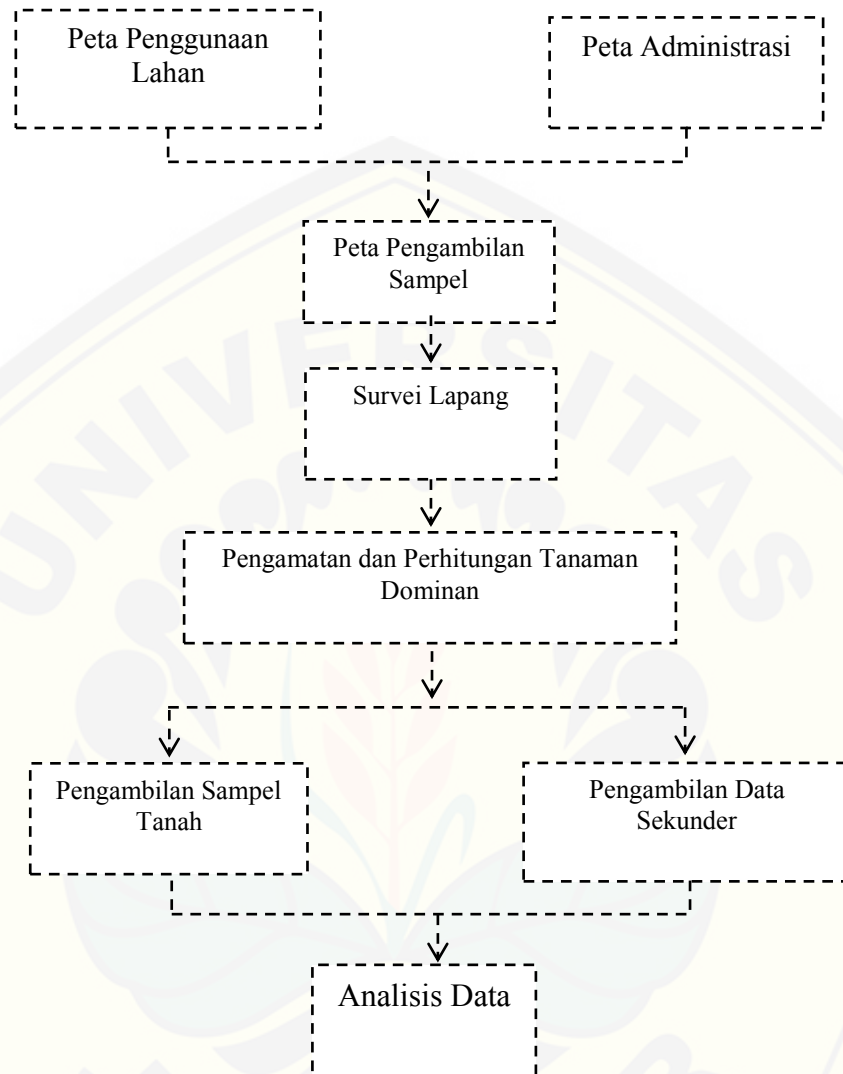 Peta Penggunaan
Lahan
Peta Administrasi
Peta Pengambilan
Sampel
Survei Lapang
Pengamatan dan Perhitungan Tanaman
Dominan
Pengambilan Sampel
Tanah
Pengambilan Data
Sekunder
Analisis Data
UNIVERSITAS